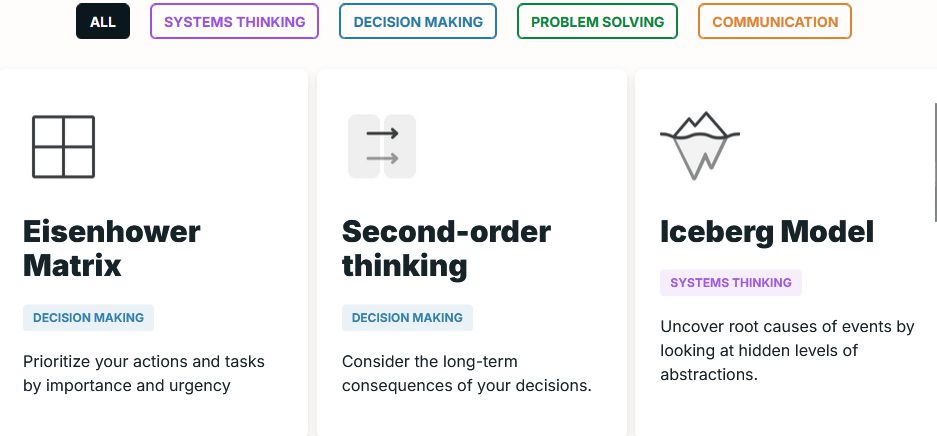 ALL
SYSTEMS THINKING
DECISION MAKING
PROBLEM SOLVING
COMMUNICATION
Eisenhower
Matrix
DECISION MAKING
Prioritize your actions and tasks
by importance and urgency
Second-order
thinking
DECISION MAKING
Consider the long-term
consequences of your decisions.
Iceberg Model
SYSTEMS THINKING
Uncover root causes of events by
looking at hidden levels of
abstractions.